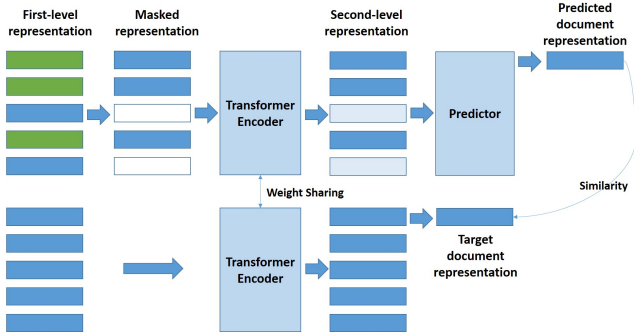 First-level
representation
Masked
representation
Second-level
representation
Predicted
document
representation
Transformer
Encoder
Predictor
Weight Sharing
Similarity
Transformer
Encoder
Target
document
representation